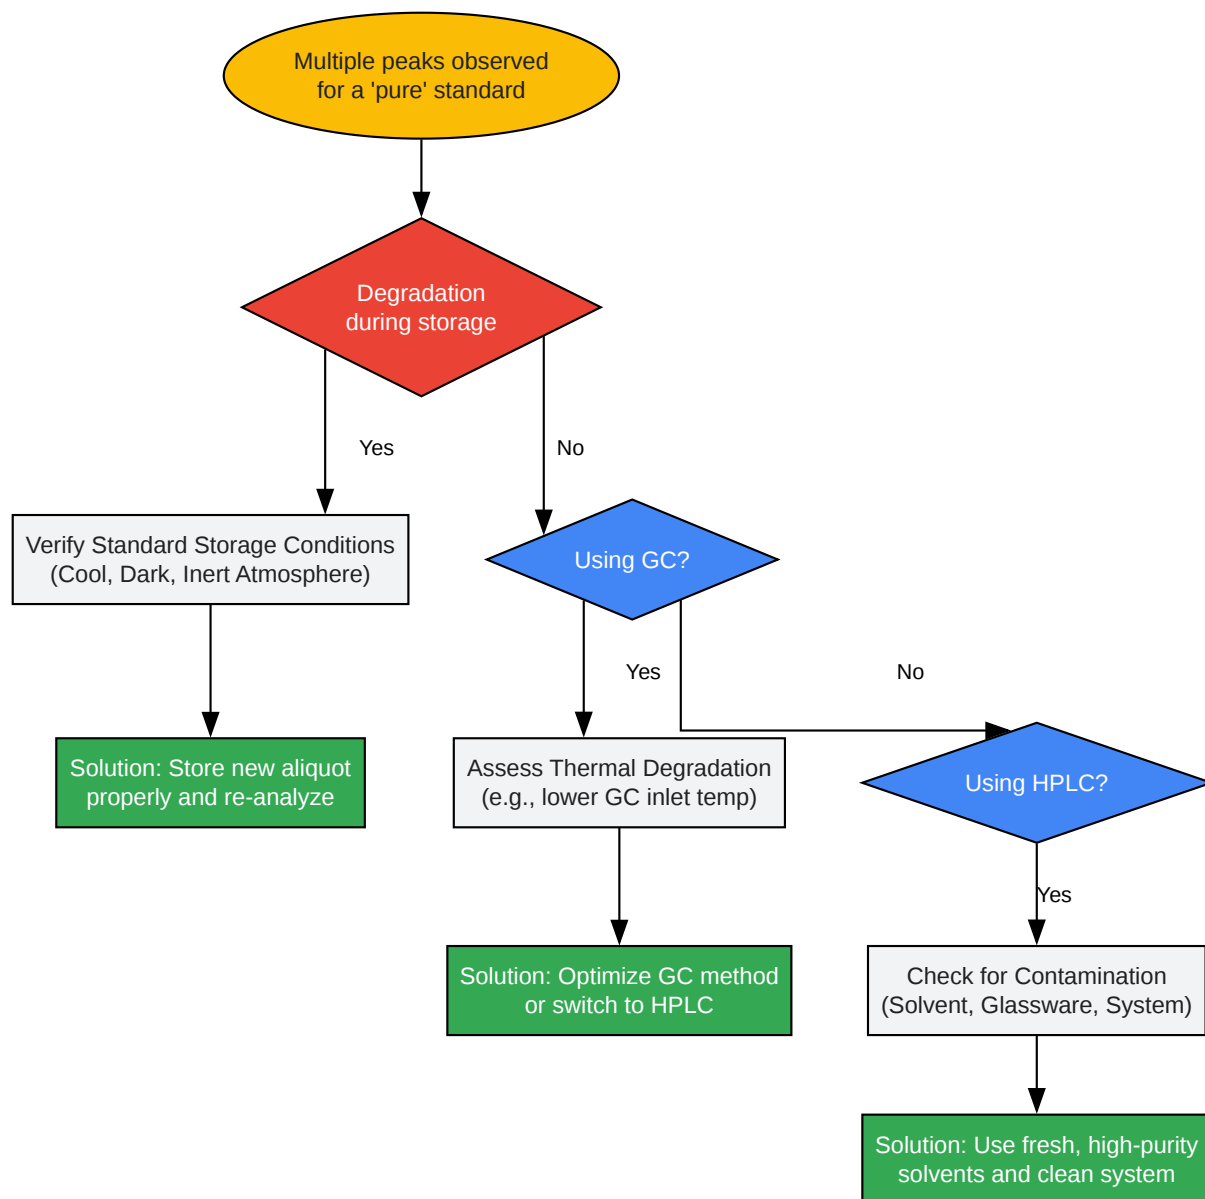 Multiple peaks observed
for a 'pure' standard
Degradation
during storage
Yes
No
Verify Standard Storage Conditions
(Cool, Dark, Inert Atmosphere)
Using GC?
Yes
No
Solution: Store new aliquot
properly and re-analyze
Assess Thermal Degradation
(e.g., lower GC inlet temp)
Using HPLC?
Yes
Solution: Optimize GC method
or switch to HPLC
Check for Contamination
(Solvent, Glassware, System)
Solution: Use fresh, high-purity
solvents and clean system